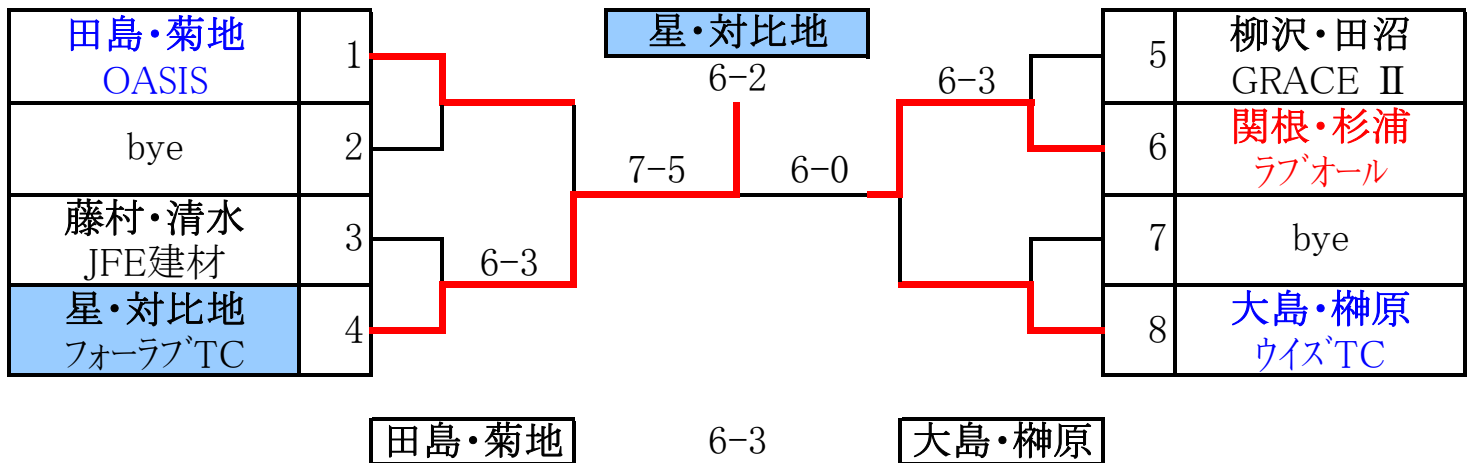 田島・菊地
OASIS
1
bye
2
藤村・清水
JFE建材
3
星・対比地
フォーラブTC
4
6-3
7-5
星・対比地
6-2
6-0
6-3
5
柳沢・田沼
GRACE Ⅱ
6
関根・杉浦
ラブオール
7
bye
8
大島・榊原
ウイズTC
田島・菊地
6-3
大島・榊原